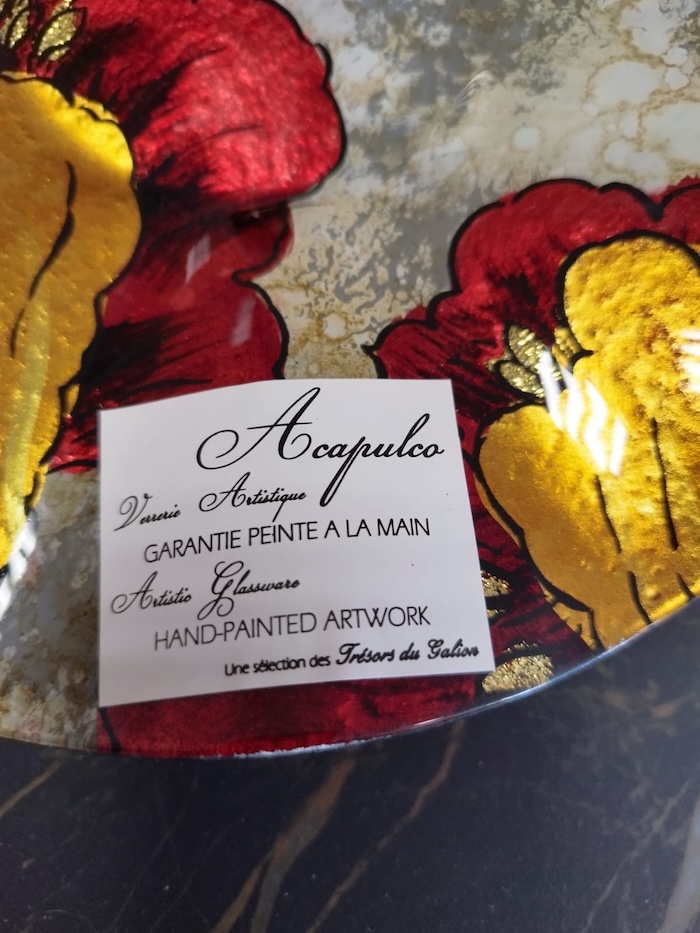 Acapulco
Verrerie Artistique
GARANTIE PEINTE A LA MAIN
Artistic Glassware
HAND-PAINTED ARTWORK
Une sélection des Trésors du Galion